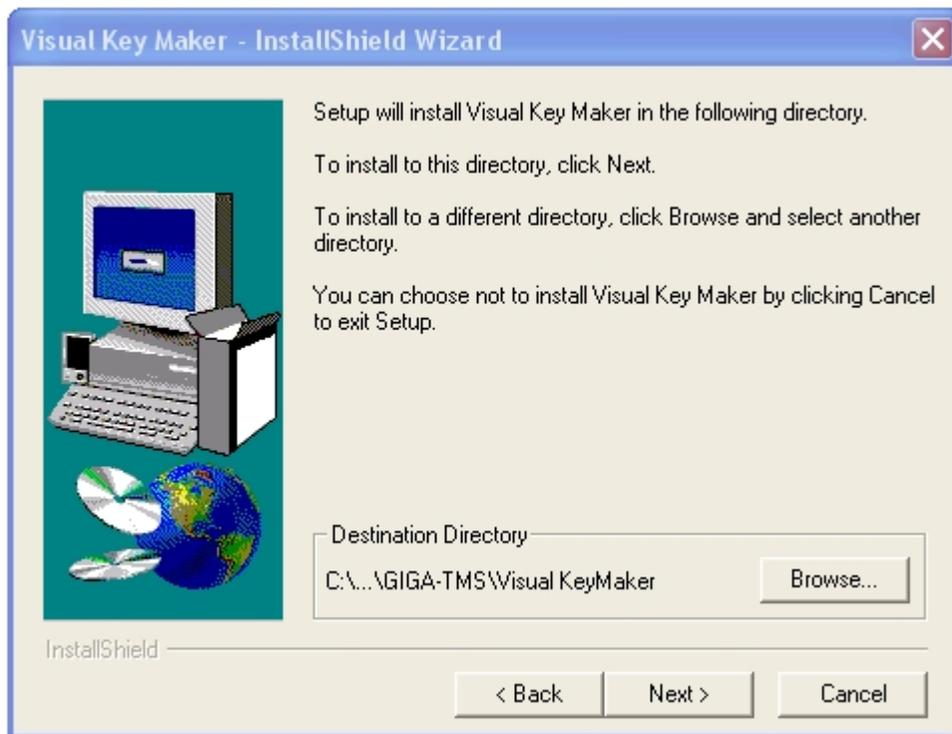 Visual Key Maker - InstallShield Wizard
Setup will install Visual Key Maker in the following directory.
To install to this directory, click Next.
To install to a different directory, click Browse and select another
directory.
You can choose not to install Visual Key Maker by clicking Cancel
to exit Setup.
Destination Directory
C:\...\GIGA-TMS\Visual KeyMaker
Browse...
InstallShield
< Back
Next >
Cancel